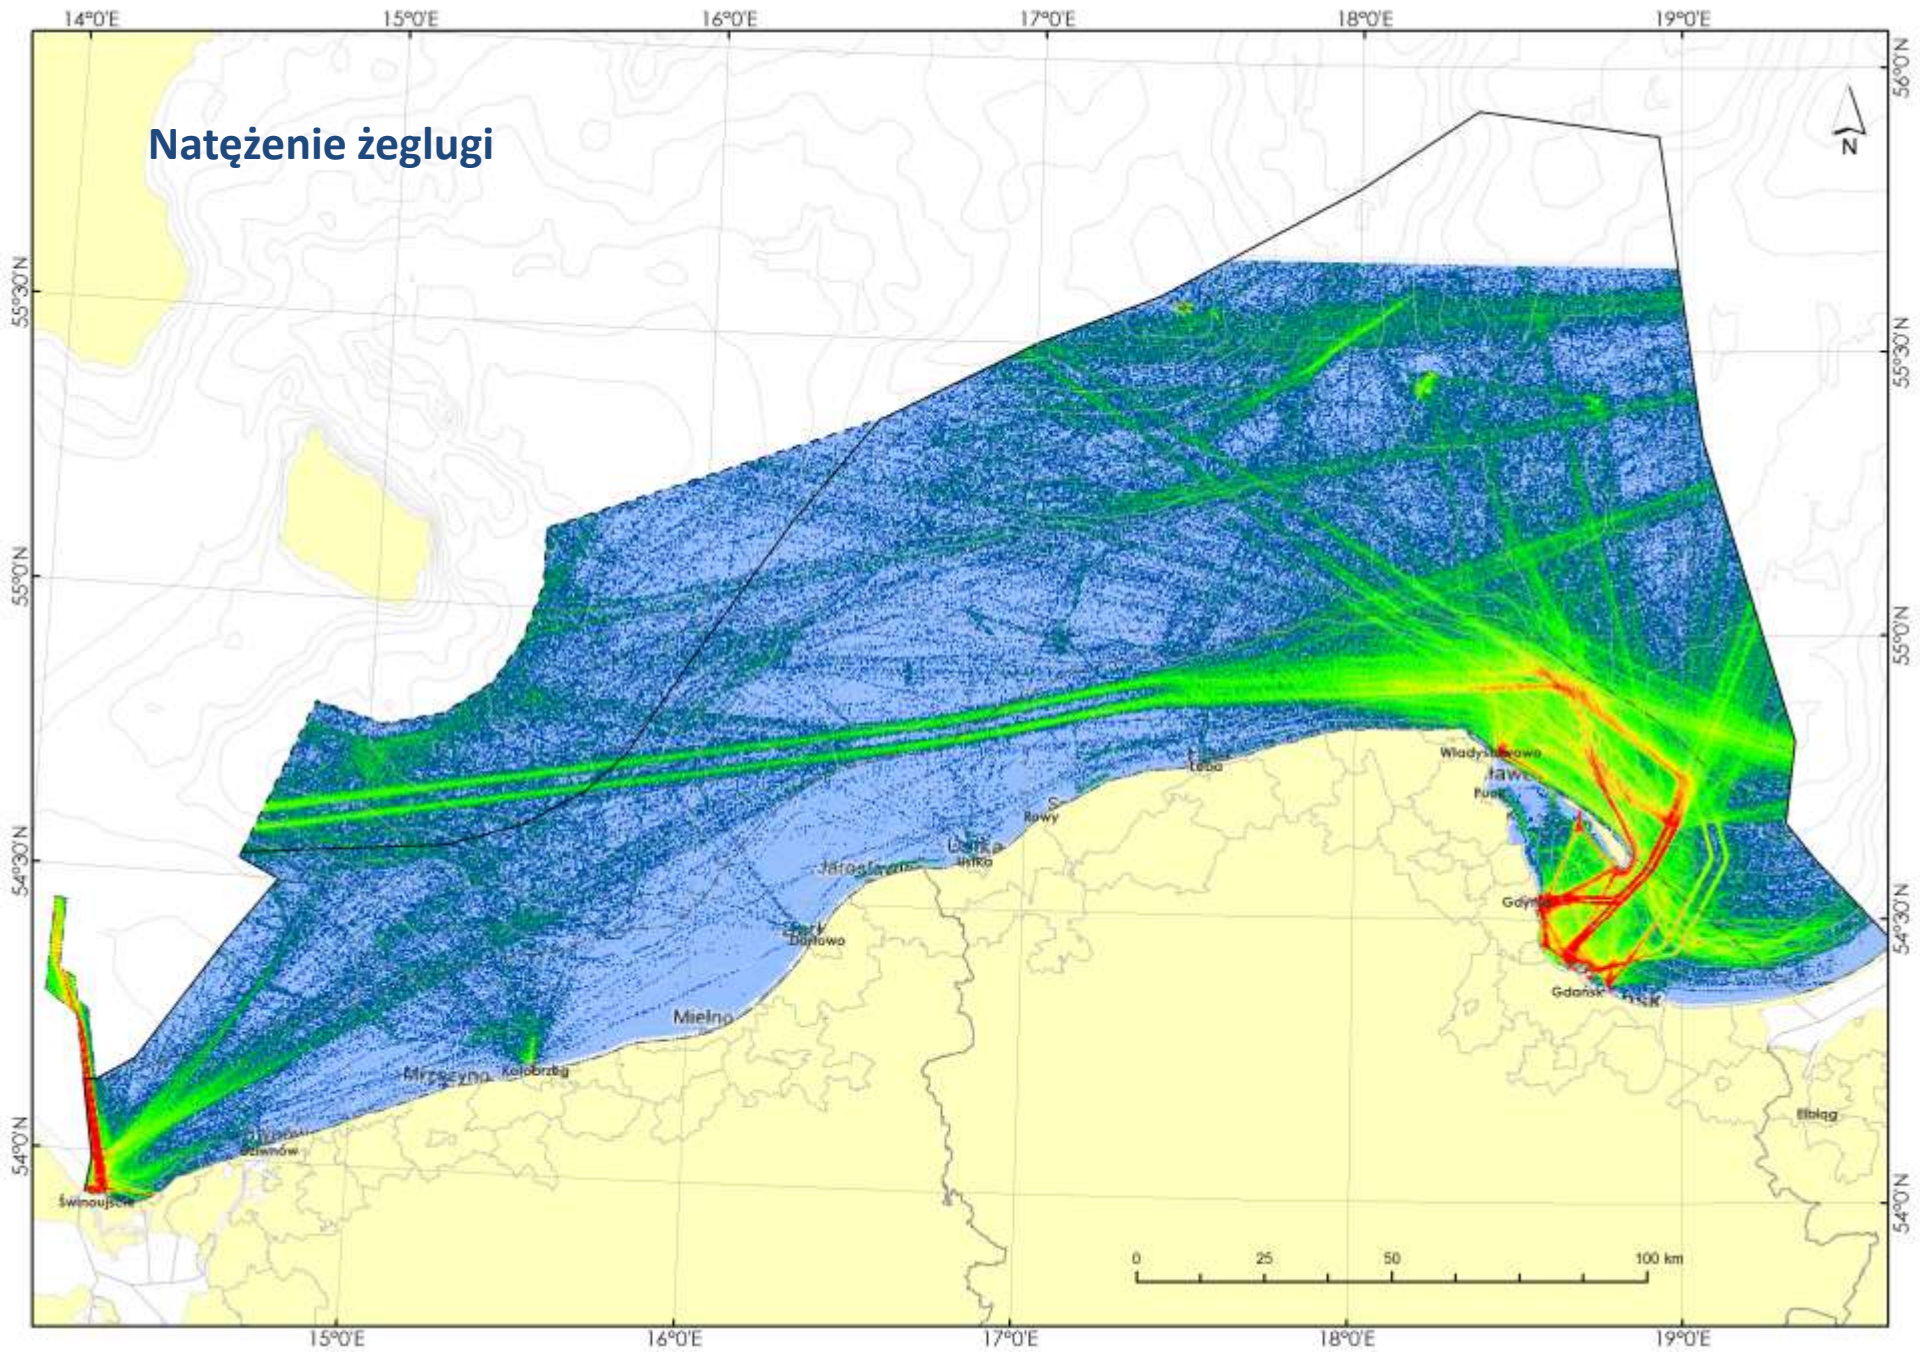 14°0'E 15°0'E 16°0'E 17°0'E 18°0'E 19°0'E
56°0'N
Natężenie żeglugi
N
55°30'N
55°30'N
55°0'N
55°0'N
Władysławowo
Puck
Łeba
Rowy
Ustka
Ustka
Jarosławiec
54°30'N
Gdynia
54°30'N
Darłowo
Gdańsk
Mielno
Mrzeżyno Kołobrzeg
Elbląg
54°0'N
Dziwnów
Świnoujście
54°0'N
0 25 50 100 km
15°0'E 16°0'E 17°0'E 18°0'E 19°0'E